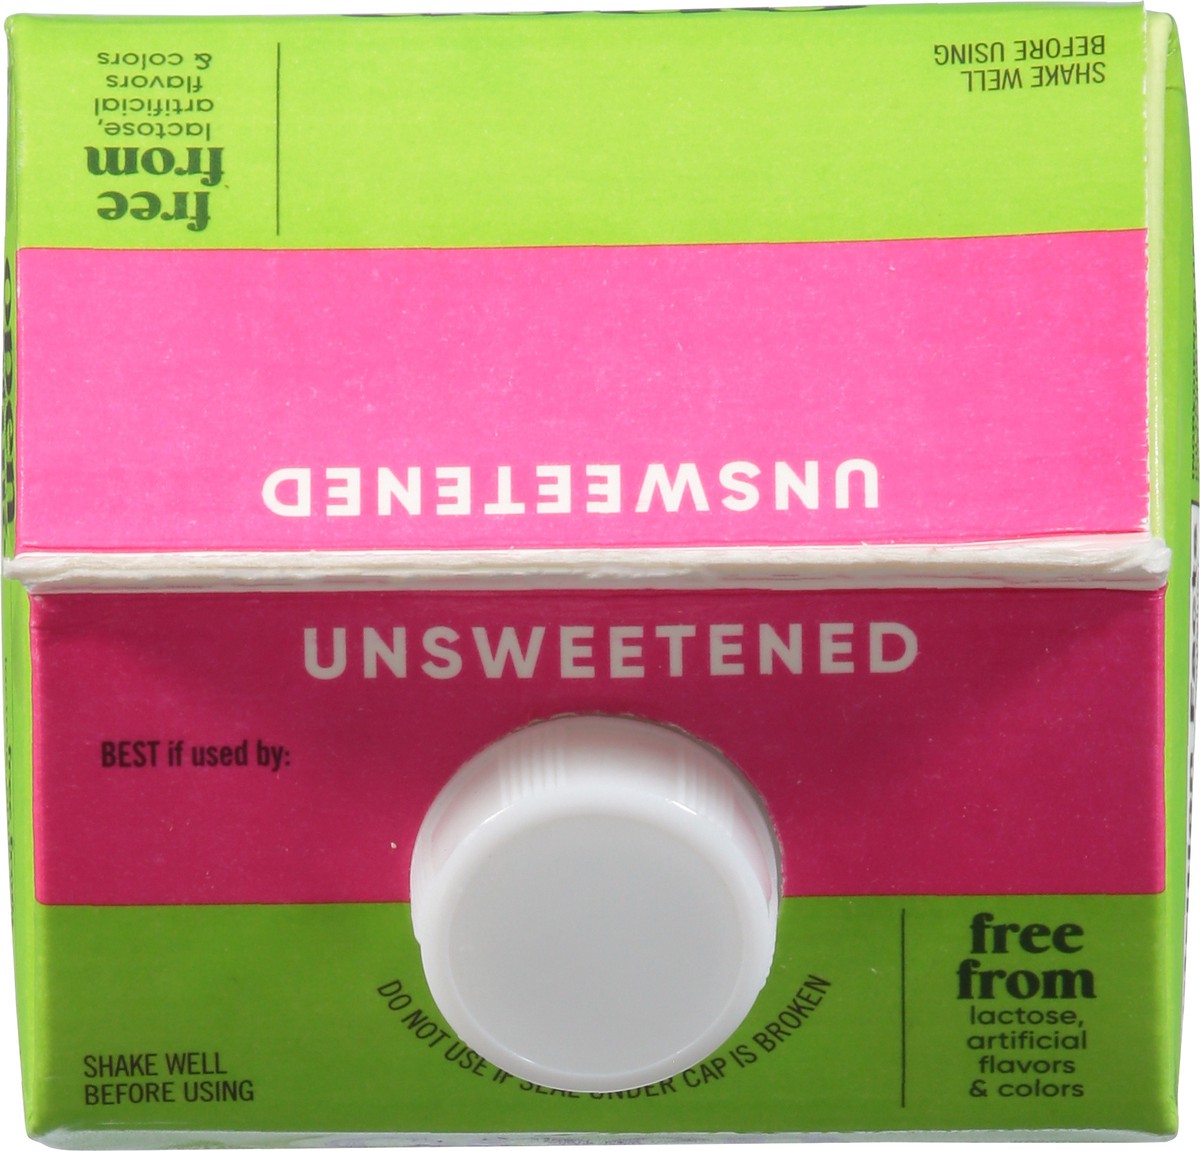 SHAKE WELL
BEFORE USING
free
from
lactose,
artificial
flavors
& colors
UNSWEETENED
UNSWEETENED
BEST if used by:
DO NOT USE IF SEAL UNDER CAP IS BROKEN
SHAKE WELL
BEFORE USING
free
from
lactose,
artificial
flavors
& colors